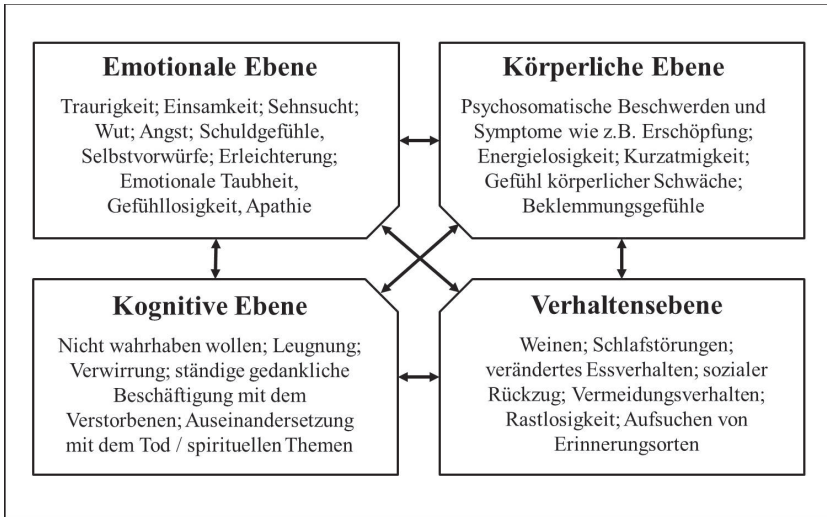 Emotionale Ebene
Traurigkeit; Einsamkeit; Sehnsucht;
Wut; Angst; Schuldgefühle,
Selbstvorwürfe; Erleichterung;
Emotionale Taubheit,
Gefühllosigkeit, Apathie
Körperliche Ebene
Psychosomatische Beschwerden und
Symptome wie z.B. Erschöpfung;
Energielosigkeit; Kurzatmigkeit;
Gefühl körperlicher Schwäche;
Beklemmungsgefühle
Kognitive Ebene
Nicht wahrhaben wollen; Leugnung;
Verwirrung; ständige gedankliche
Beschäftigung mit dem
Verstorbenen; Auseinandersetzung
mit dem Tod / spirituellen Themen
Verhaltensebene
Weinen; Schlafstörungen;
verändertes Essverhalten; sozialer
Rückzug; Vermeidungsverhalten;
Rastlosigkeit; Aufsuchen von
Erinnerungsorten